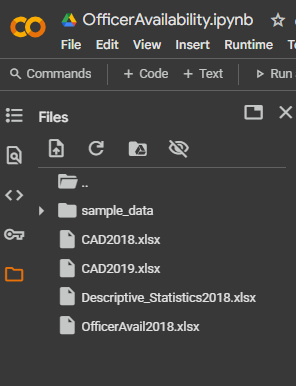 OfficerAvailability.ipynb
File Edit View Insert Runtime
Commands + Code + Text Run
Files
..
sample_data
CAD2018.xlsx
CAD2019.xlsx
Descriptive_Statistics2018.xlsx
OfficerAvail2018.xlsx